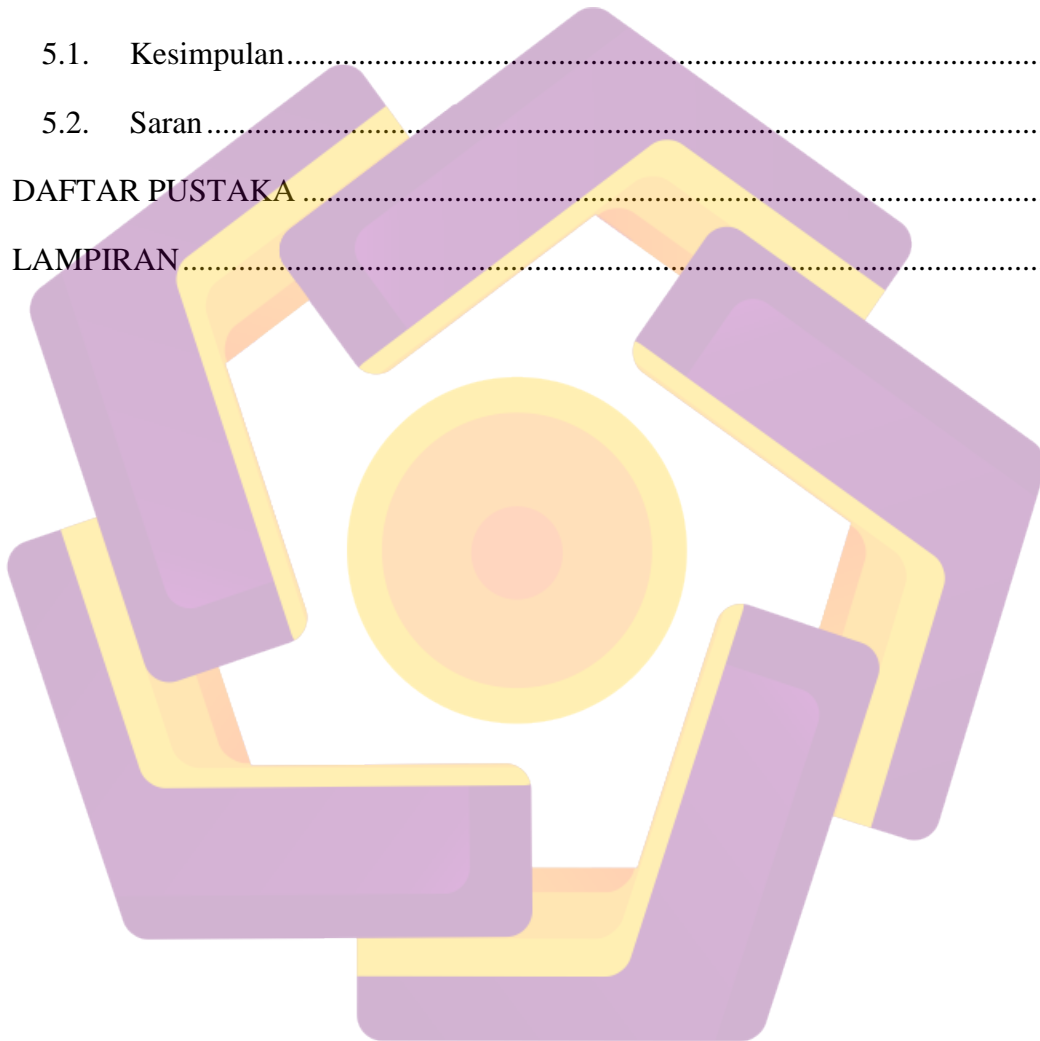 5.1. Kesimpulan........................................................................................................
5.2. Saran..................................................................................................................
DAFTAR PUSTAKA ..................................................................................................
LAMPIRAN.................................................................................................................